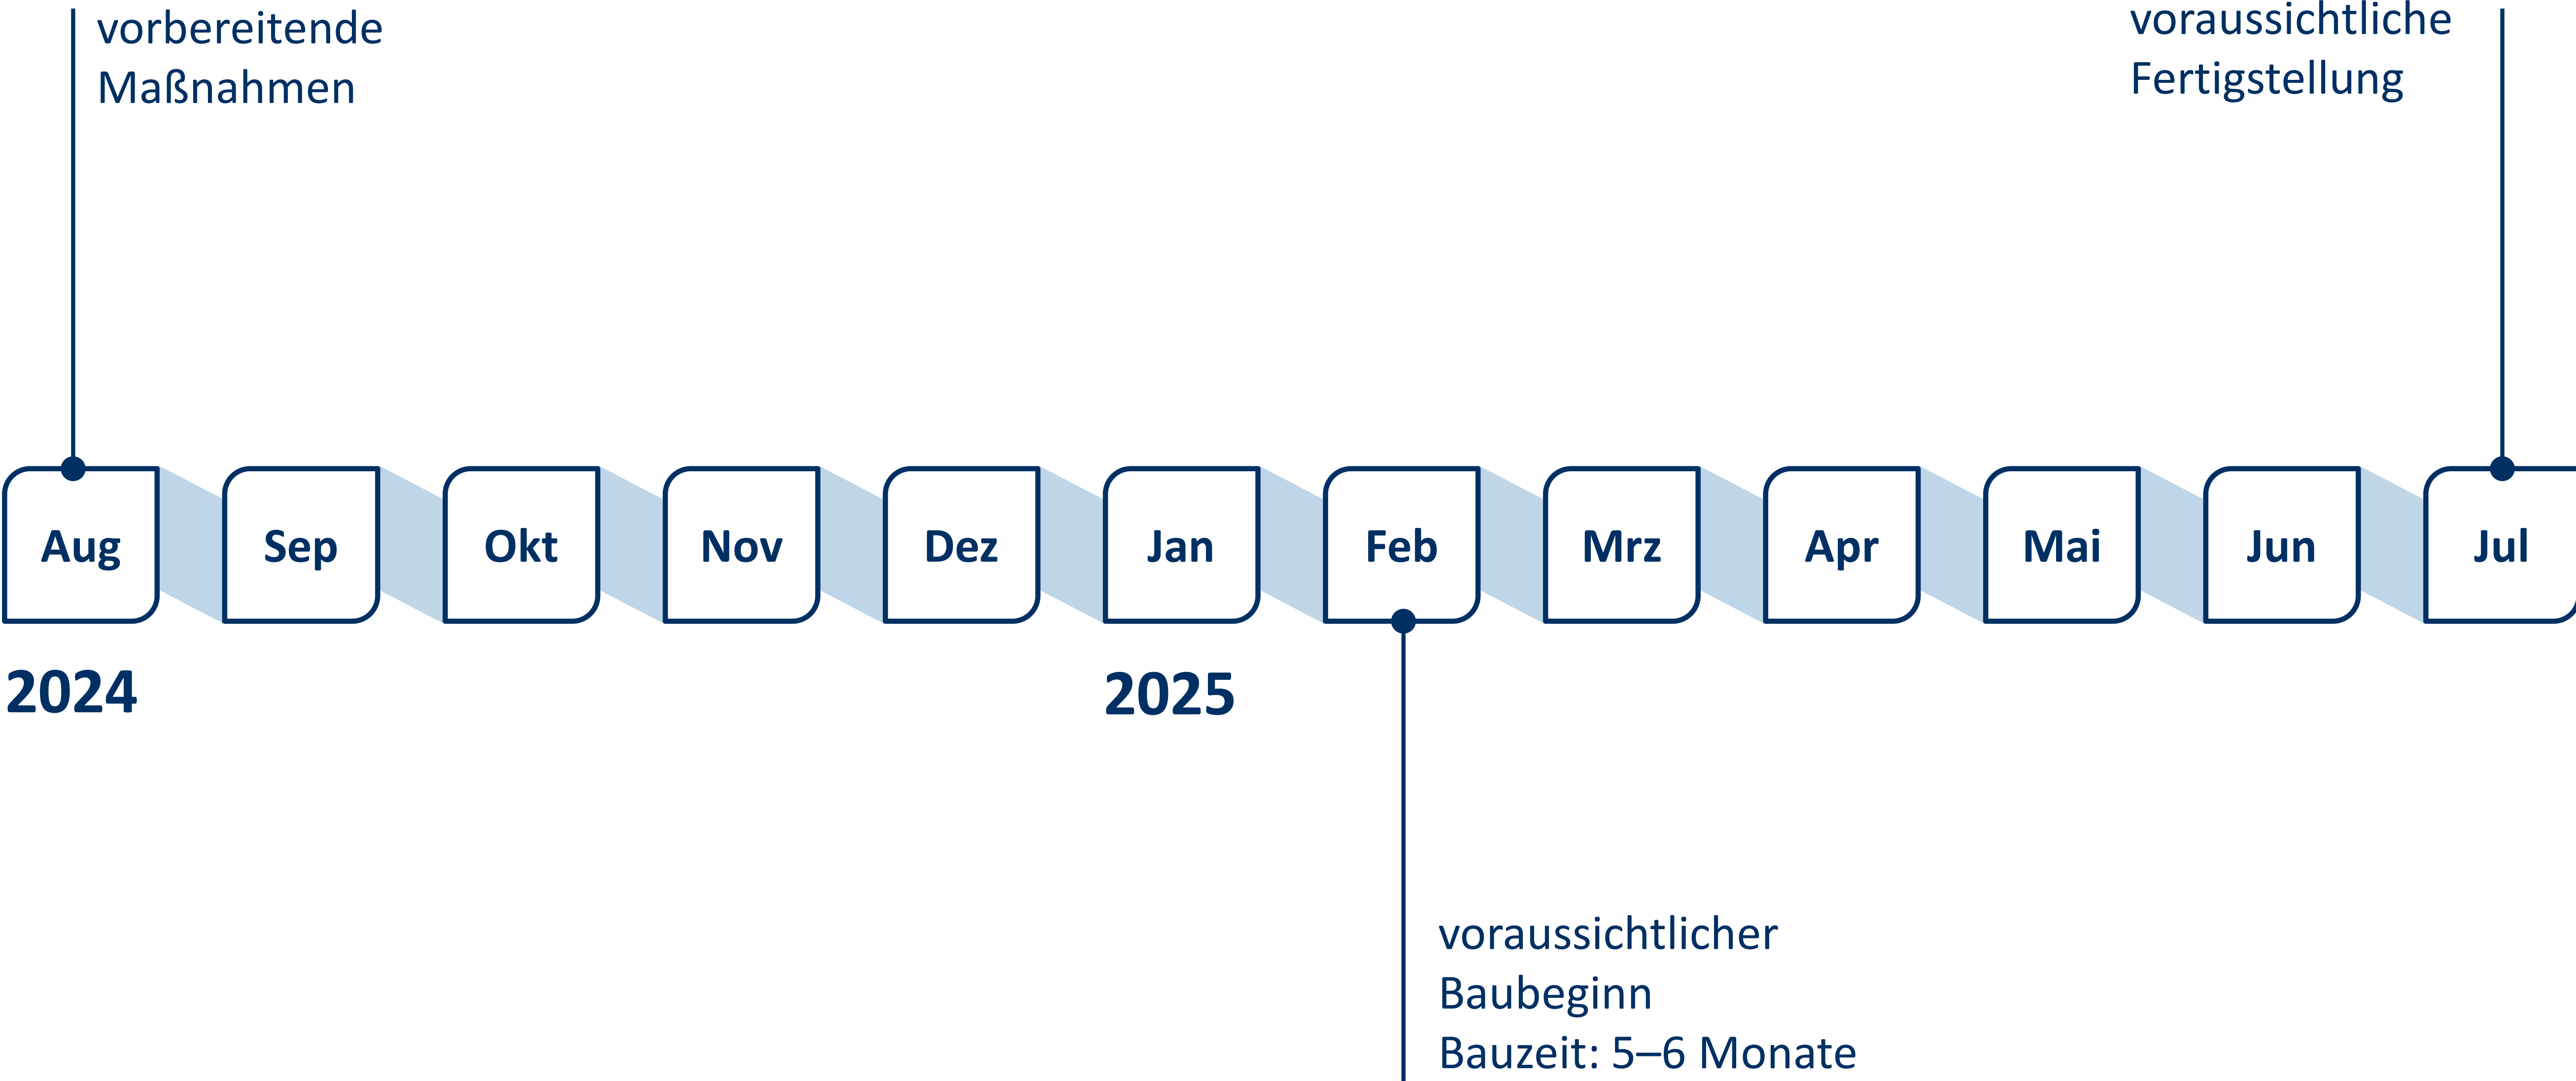 vorbereitende
Maßnahmen
voraussichtliche
Fertigstellung
Aug Sep Okt Nov Dez Jan Feb Mrz Apr Mai Jun Jul
2024 2025
voraussichtlicher
Baubeginn
Bauzeit: 5–6 Monate